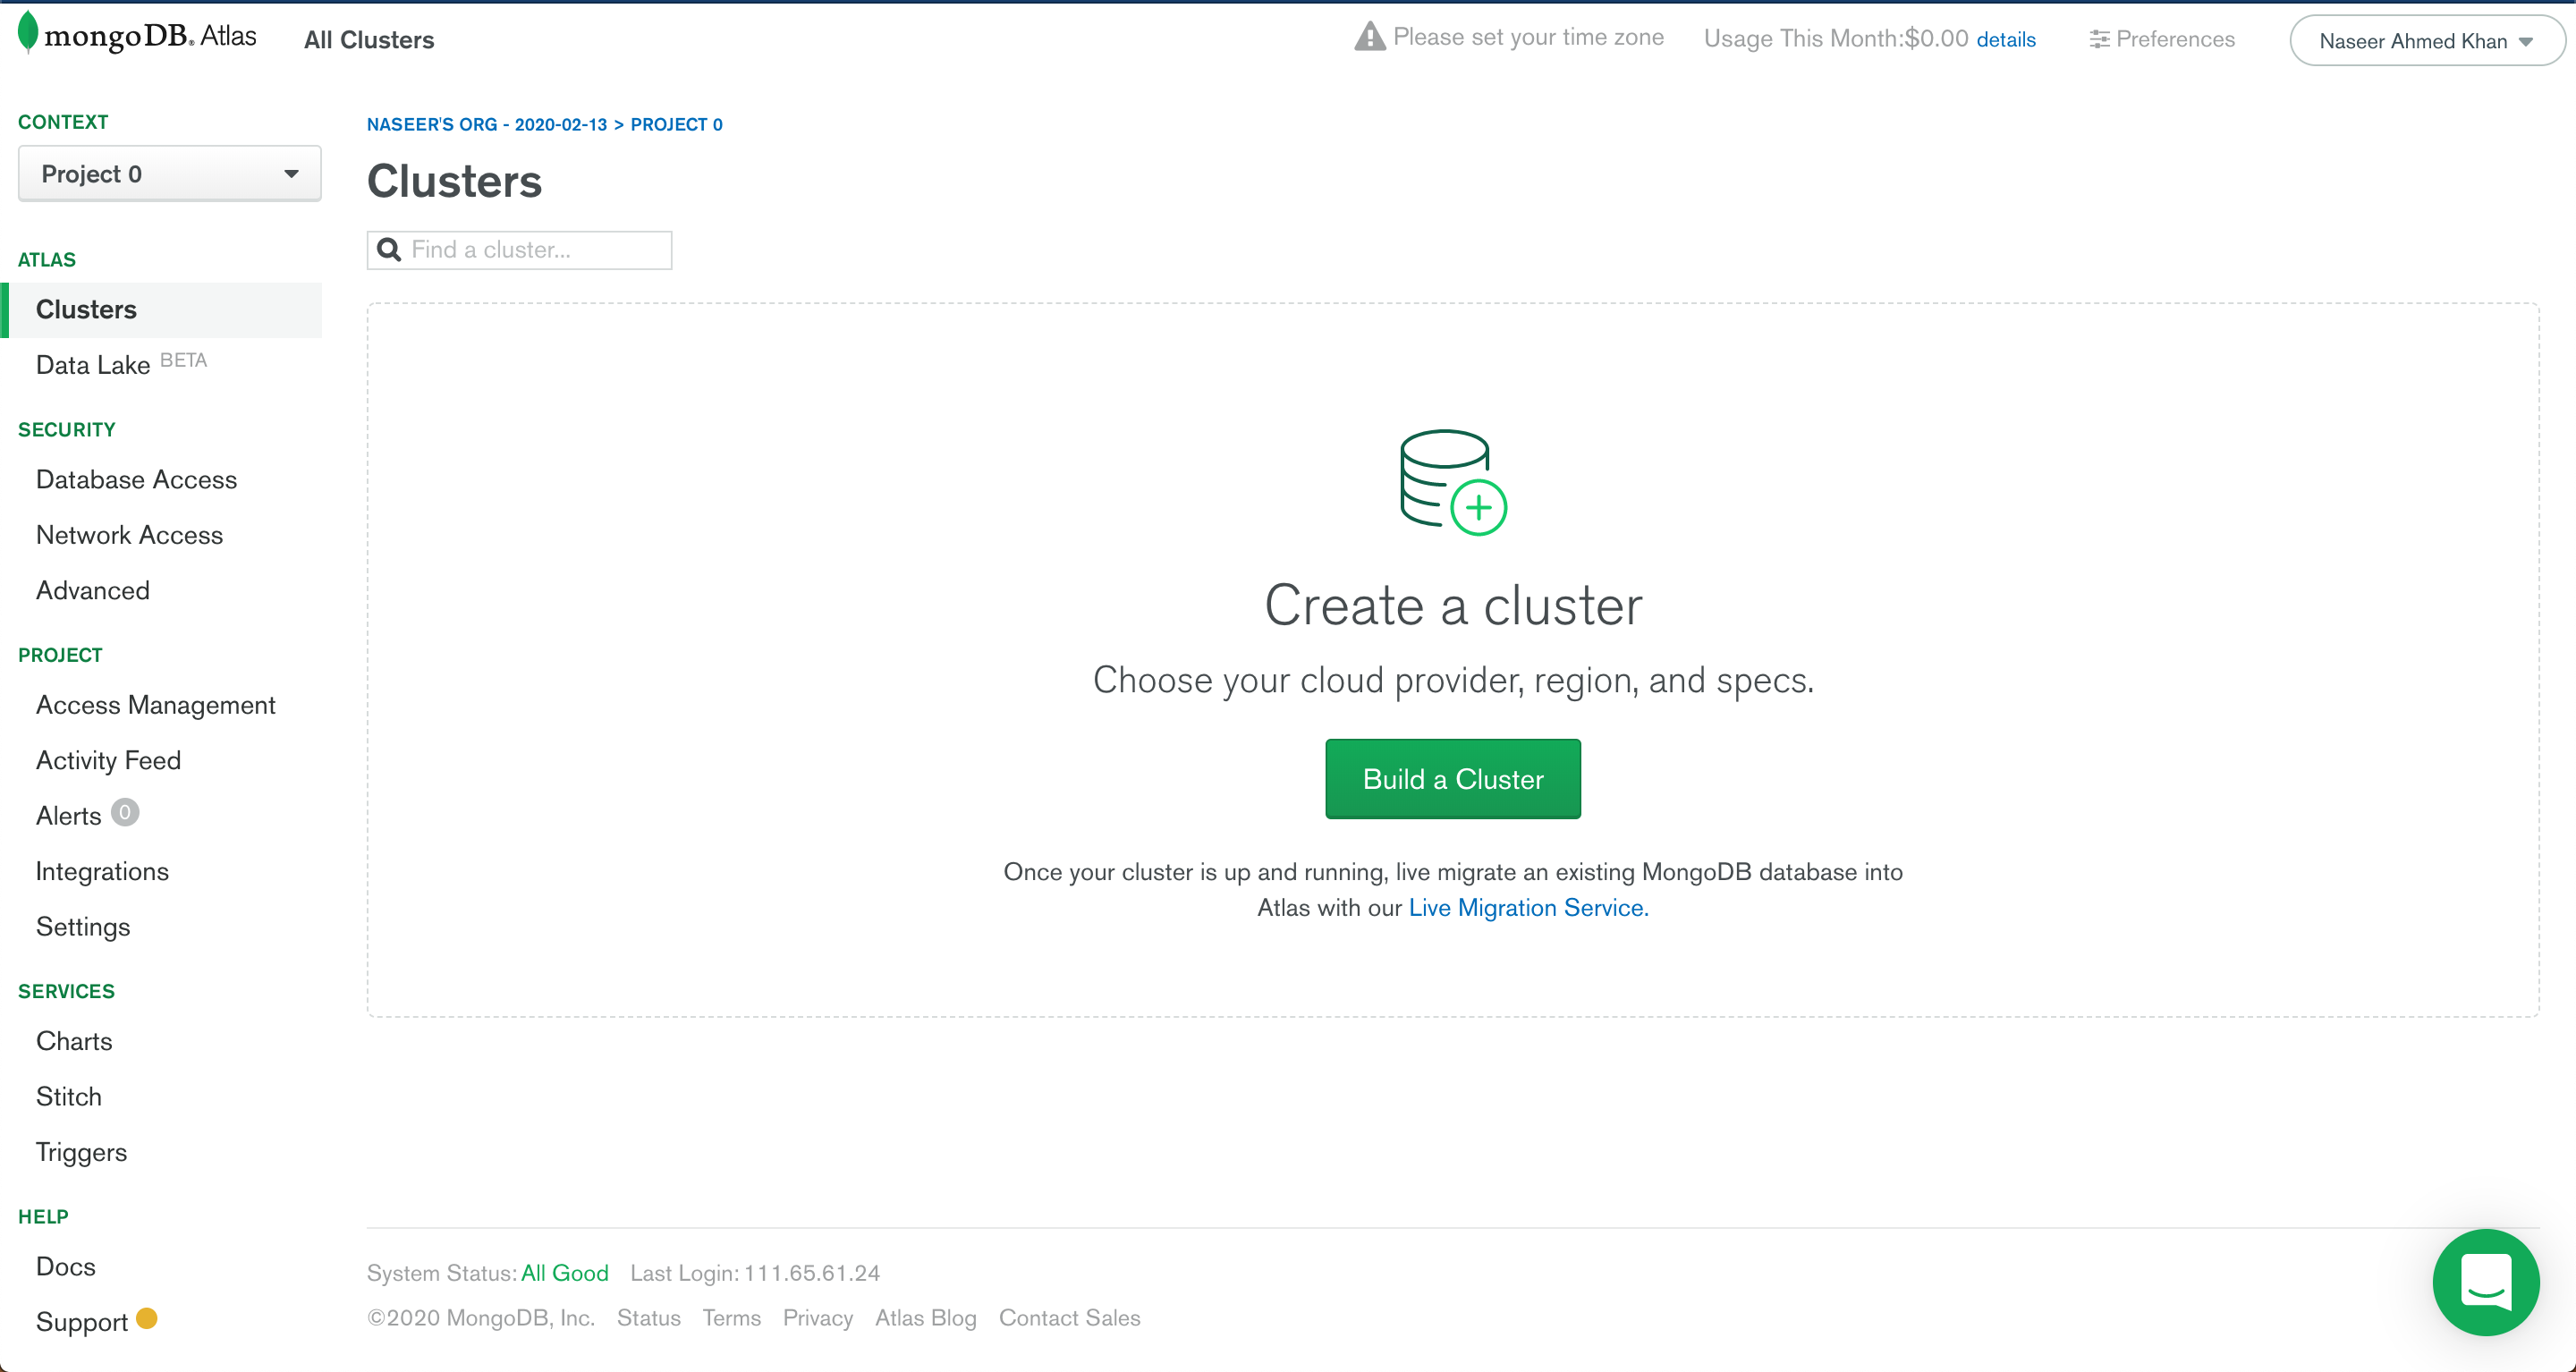 mongoDB. Atlas
All Clusters
Please set your time zone
Usage This Month:$0.00 details
Preferences
Naseer Ahmed Khan
CONTEXT
Project 0
ATLAS
Clusters
Data Lake BETA
SECURITY
Database Access
Network Access
Advanced
PROJECT
Access Management
Activity Feed
Alerts 0
Integrations
Settings
SERVICES
Charts
Stitch
Triggers
HELP
Docs
Support
NASEER'S ORG - 2020-02-13 > PROJECT 0
Clusters
Find a cluster...
Create a cluster
Choose your cloud provider, region, and specs.
Build a Cluster
Once your cluster is up and running, live migrate an existing MongoDB database into
Atlas with our Live Migration Service.
System Status: All Good Last Login: 111.65.61.24
©2020 MongoDB, Inc. Status Terms Privacy Atlas Blog Contact Sales